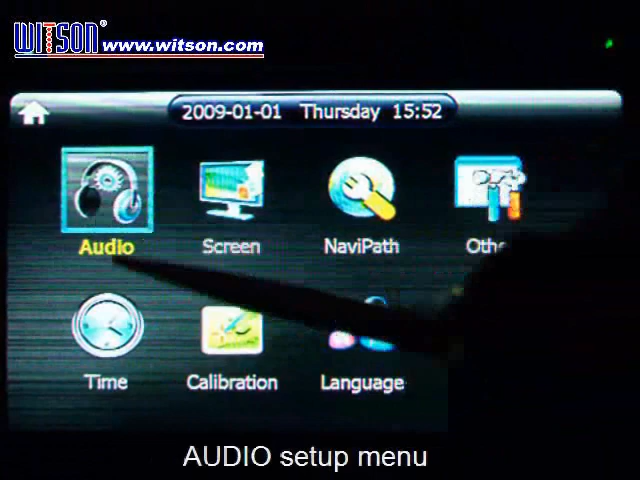 WITSON® www.witson.com
2009-01-01 Thursday 15:52
Audio Screen NaviPath
Time Calibration Language
AUDIO setup menu